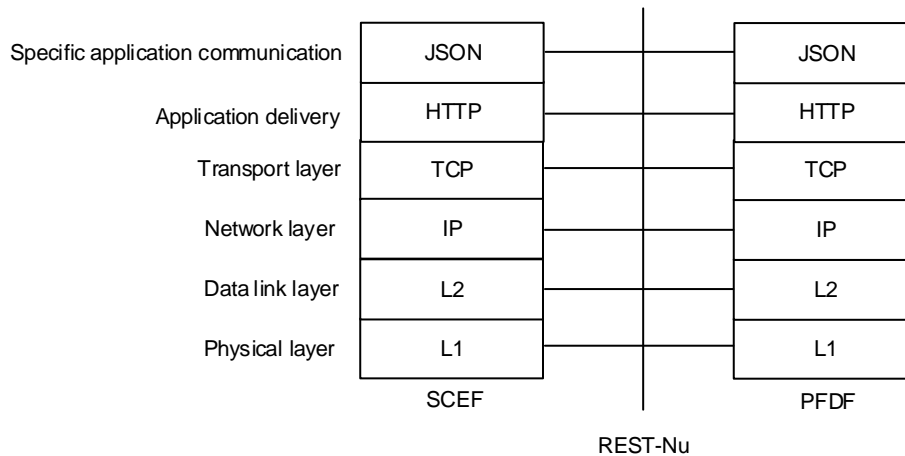 Specific application communication JSON JSON
Application delivery HTTP HTTP
Transport layer TCP TCP
Network layer IP IP
Data link layer L2 L2
Physical layer L1 L1
SCEF PFDF
REST-Nu